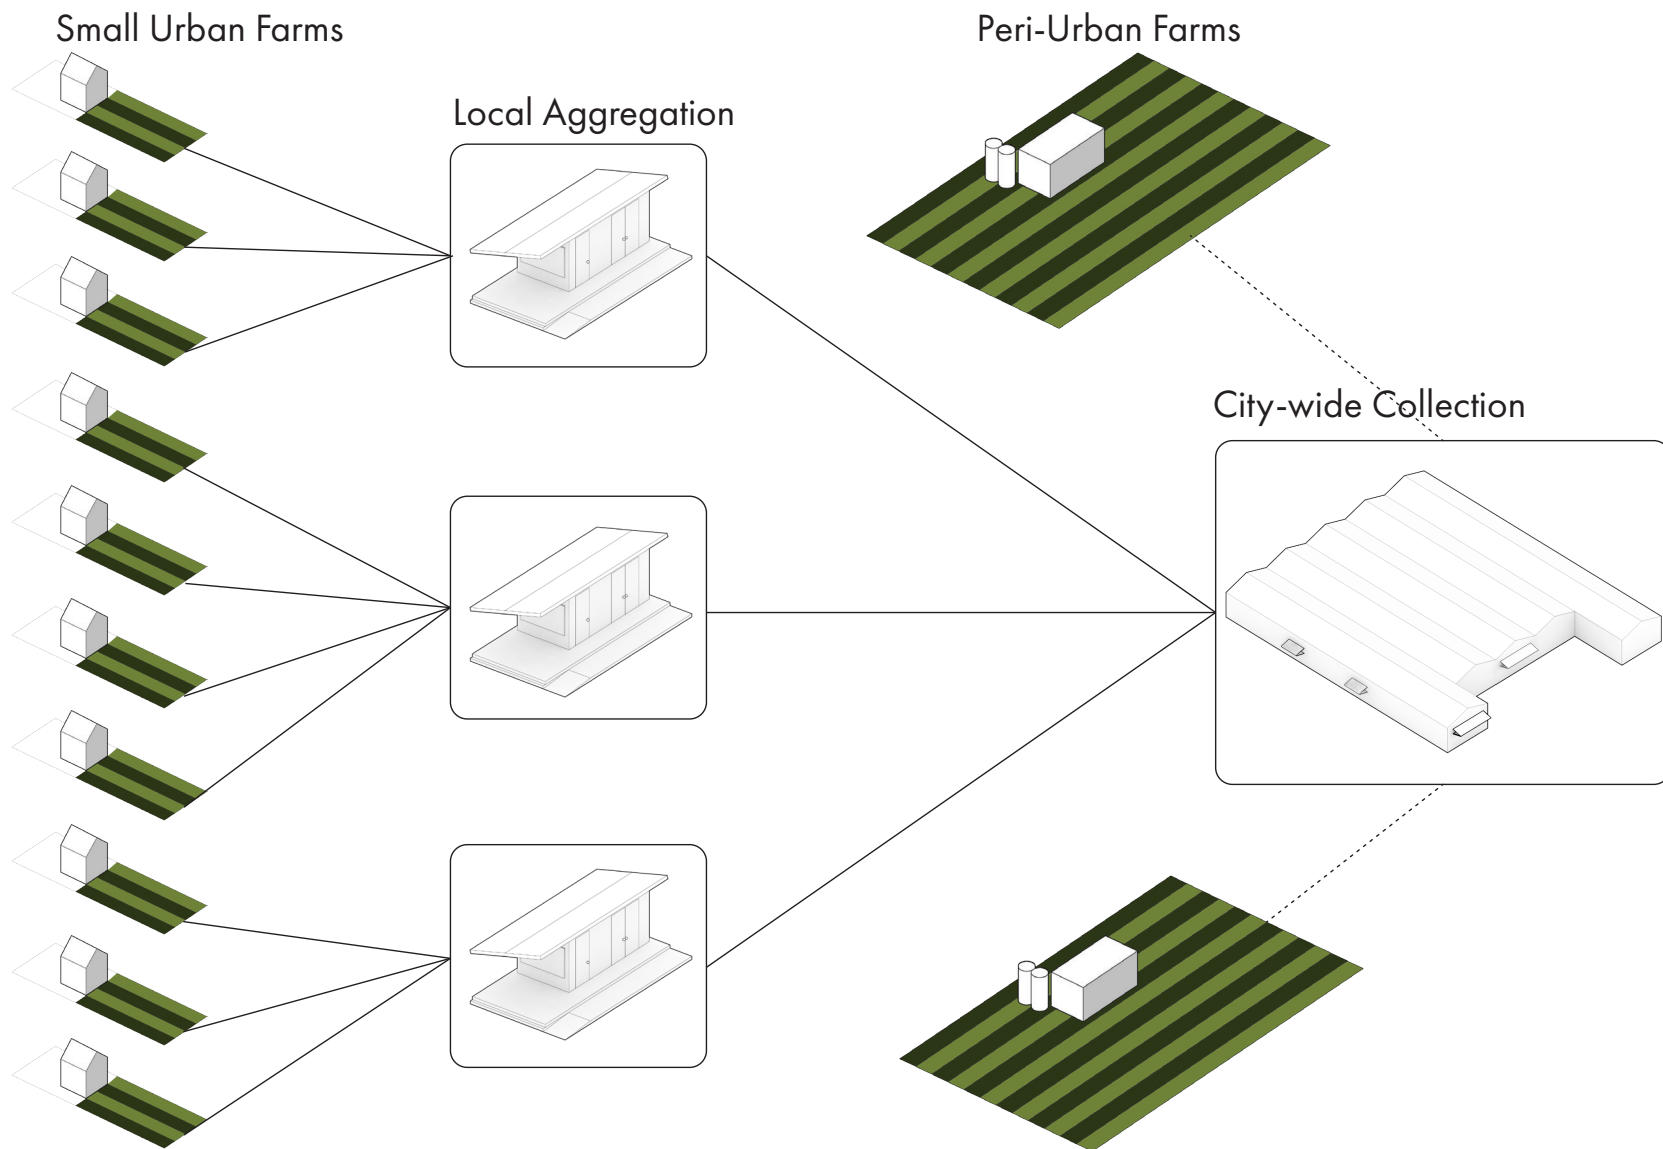 Small Urban Farms
Peri-Urban Farms
Local Aggregation
City-wide Collection